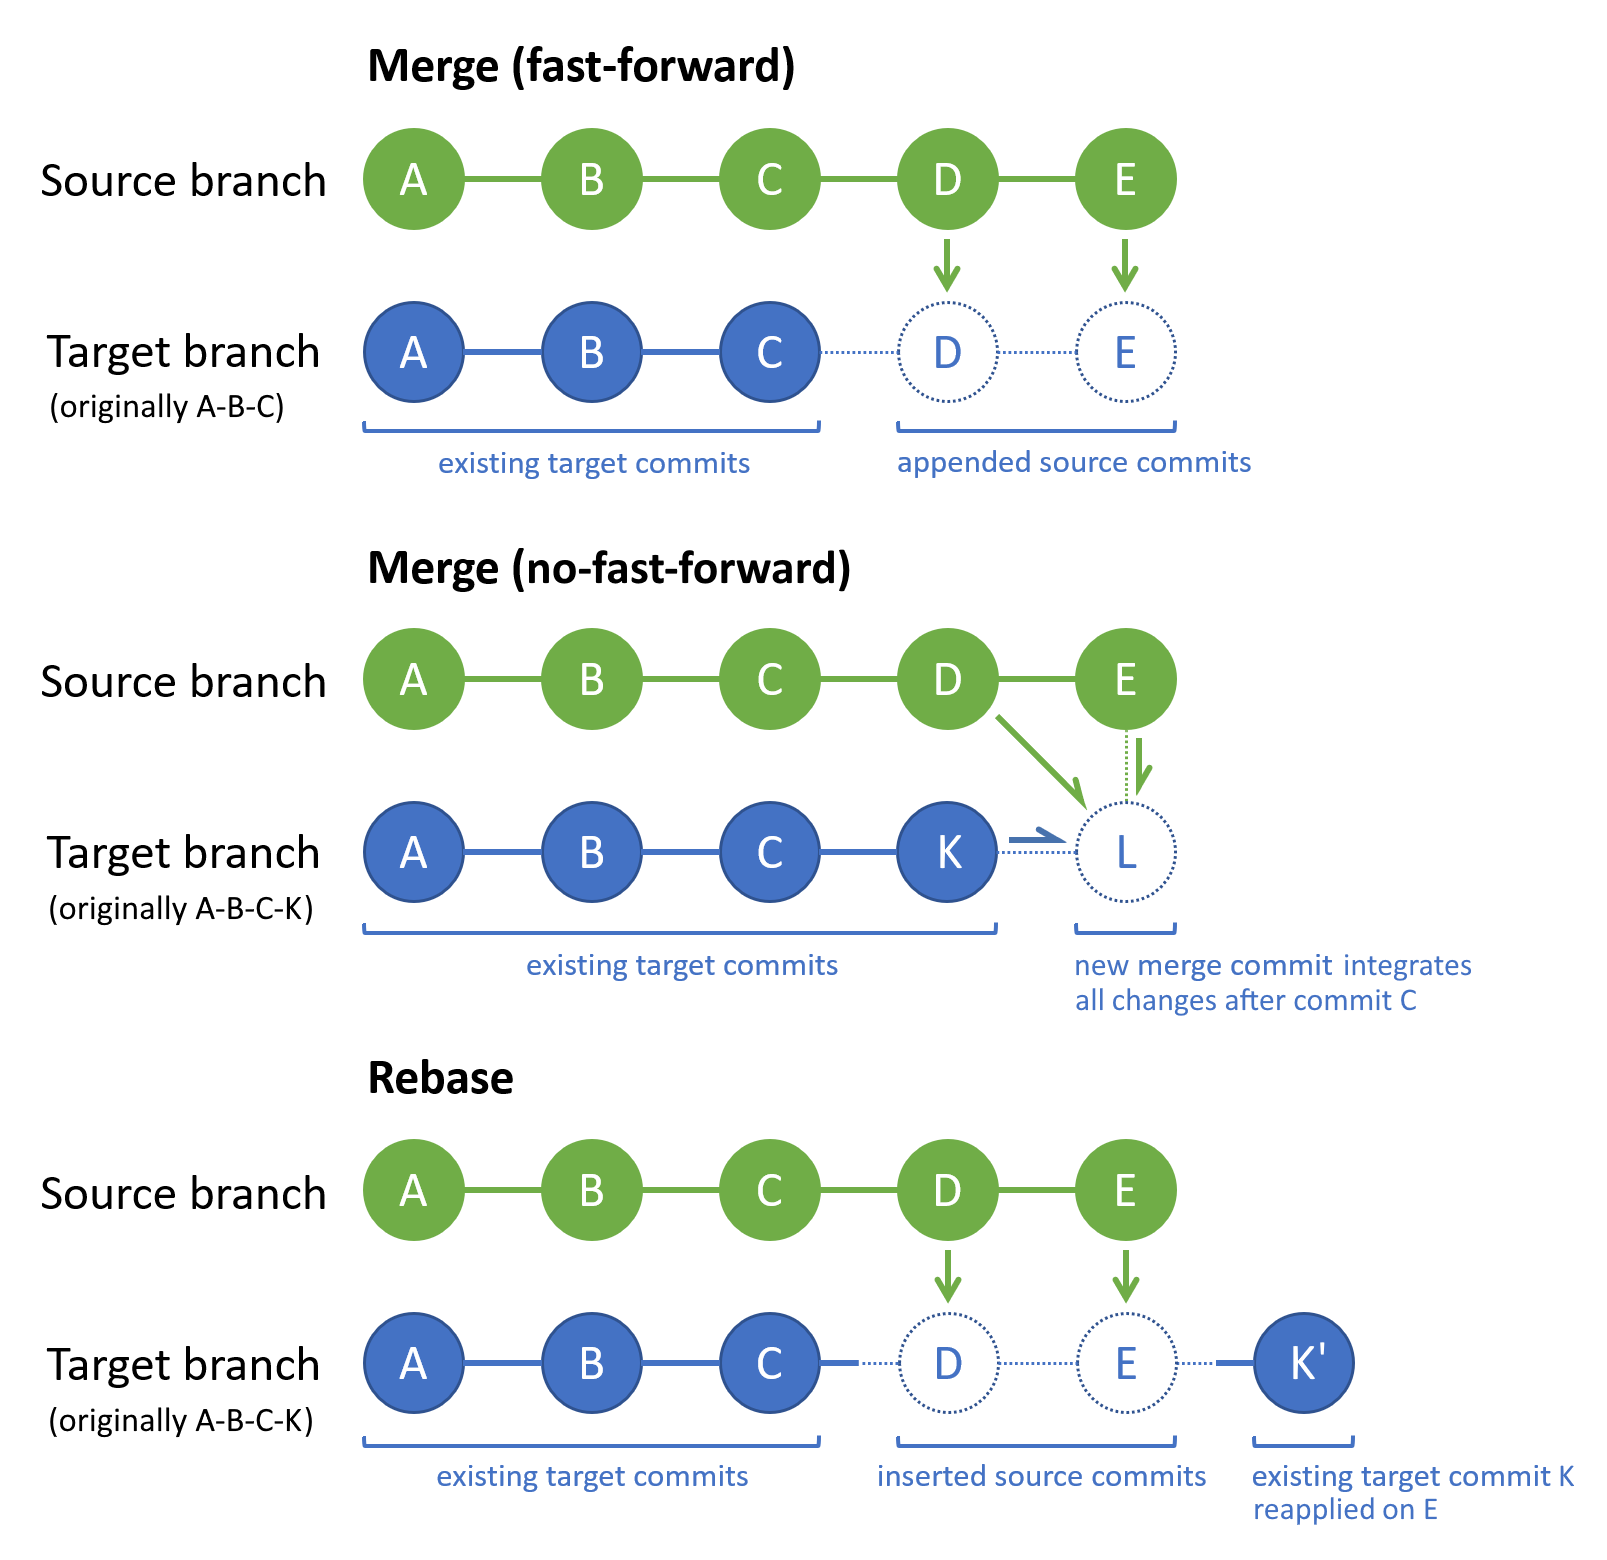 Merge (fast-forward)
Source branch A B C D E
Target branch A B C D E
(originally A-B-C)
existing target commits appended source commits
Merge (no-fast-forward)
Source branch A B C D E
Target branch A B C K L
(originally A-B-C-K)
existing target commits new merge commit integrates
all changes after commit C
Rebase
Source branch A B C D E
Target branch A B C D E K'
(originally A-B-C-K)
existing target commits inserted source commits existing target commit K
reapplied on E